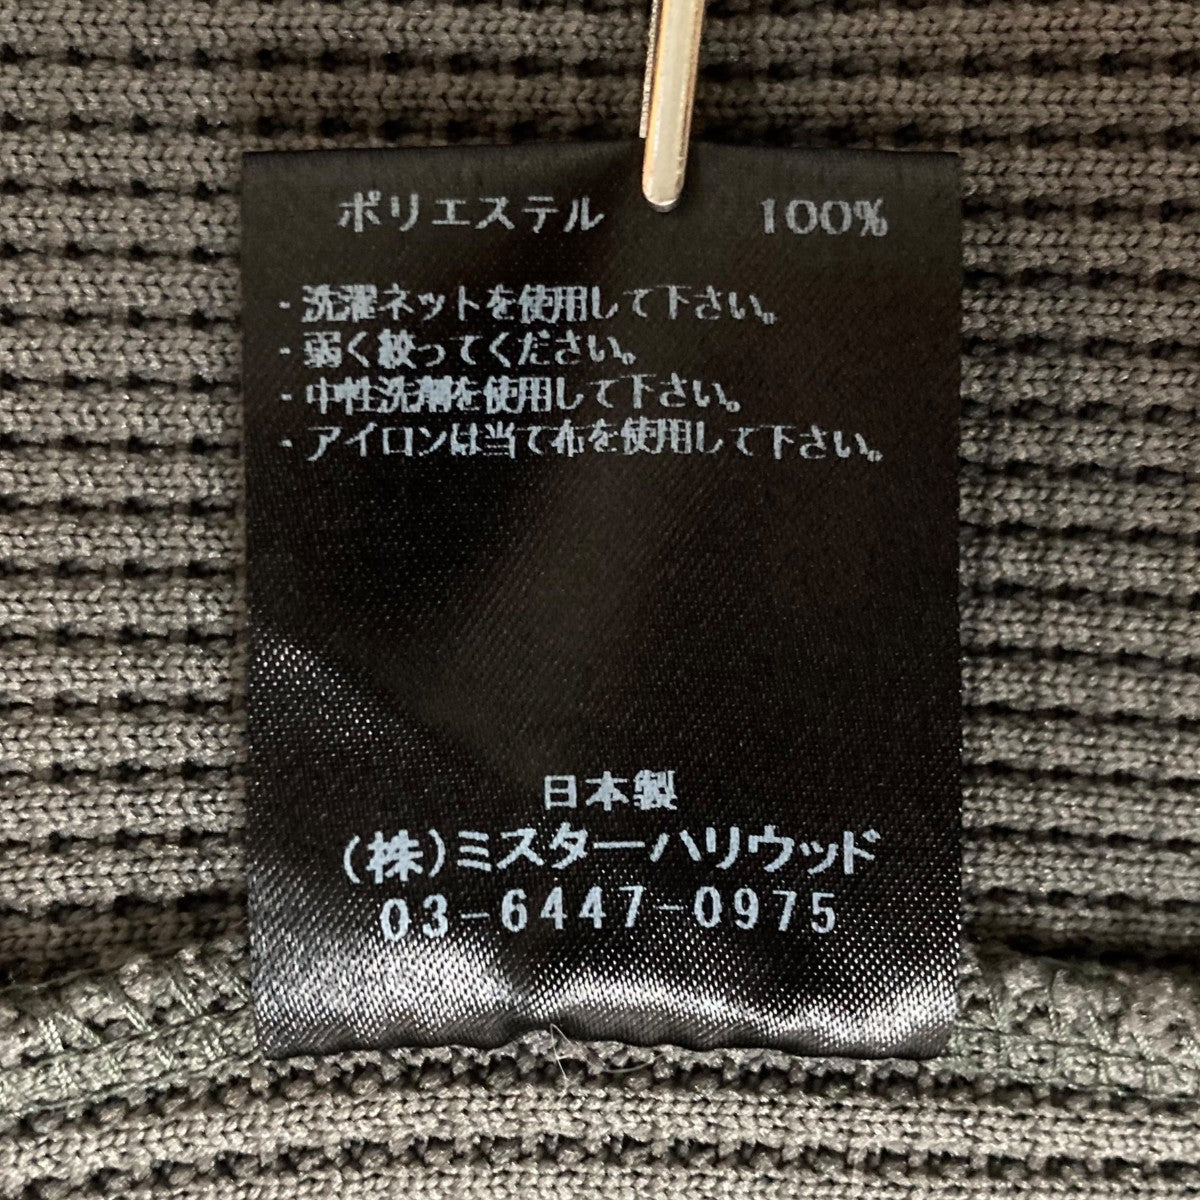 ポリエステル 100%
・洗濯ネットを使用して下さい。
・弱く絞ってください。
・中性洗剤を使用して下さい。
・アイロンは当て布を使用して下さい。
日本製
(株)ミスターハリウッド
03-6447-0975